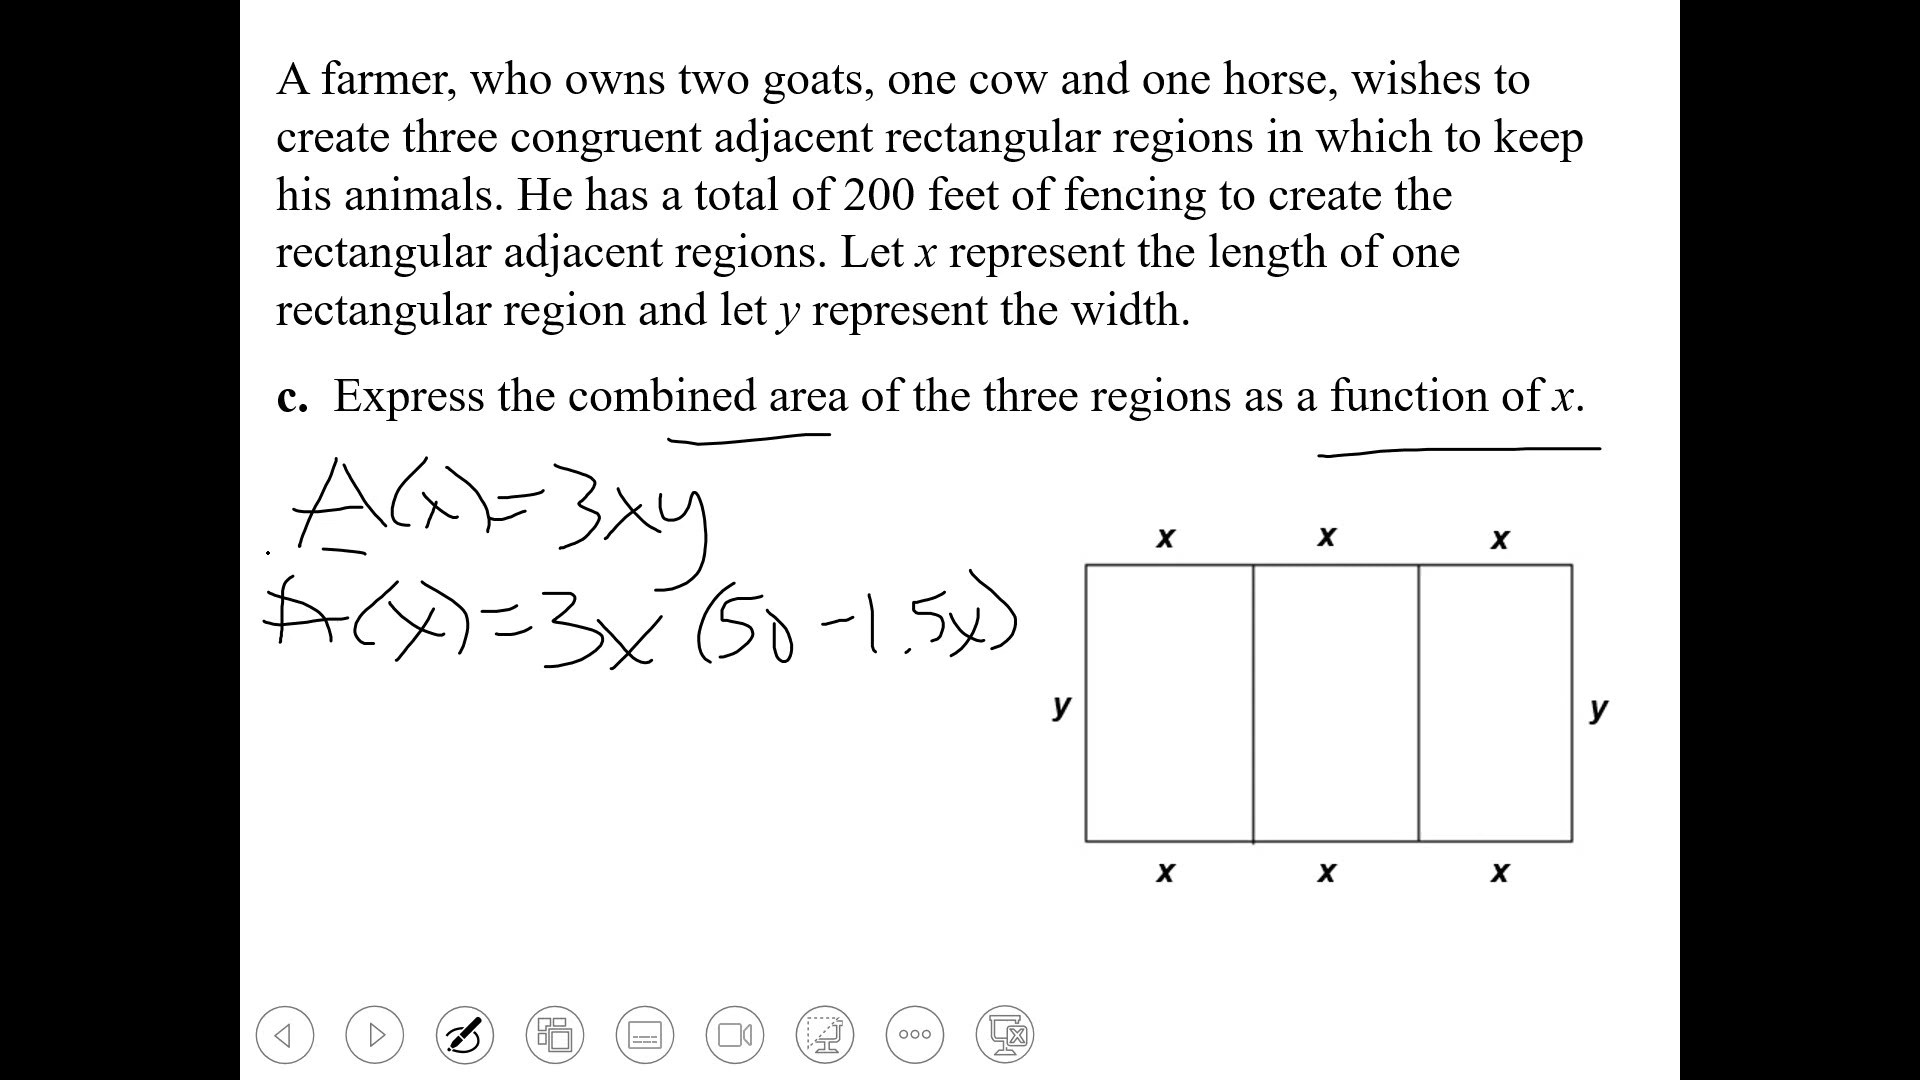 A farmer, who owns two goats, one cow and one horse, wishes to
create three congruent adjacent rectangular regions in which to keep
his animals. He has a total of 200 feet of fencing to create the
rectangular adjacent regions. Let x represent the length of one
rectangular region and let y represent the width.
c. Express the combined area of the three regions as a function of x.
A(x)=3xy
A(x)=3x(50-1.5x)
x x x
y y
x x x